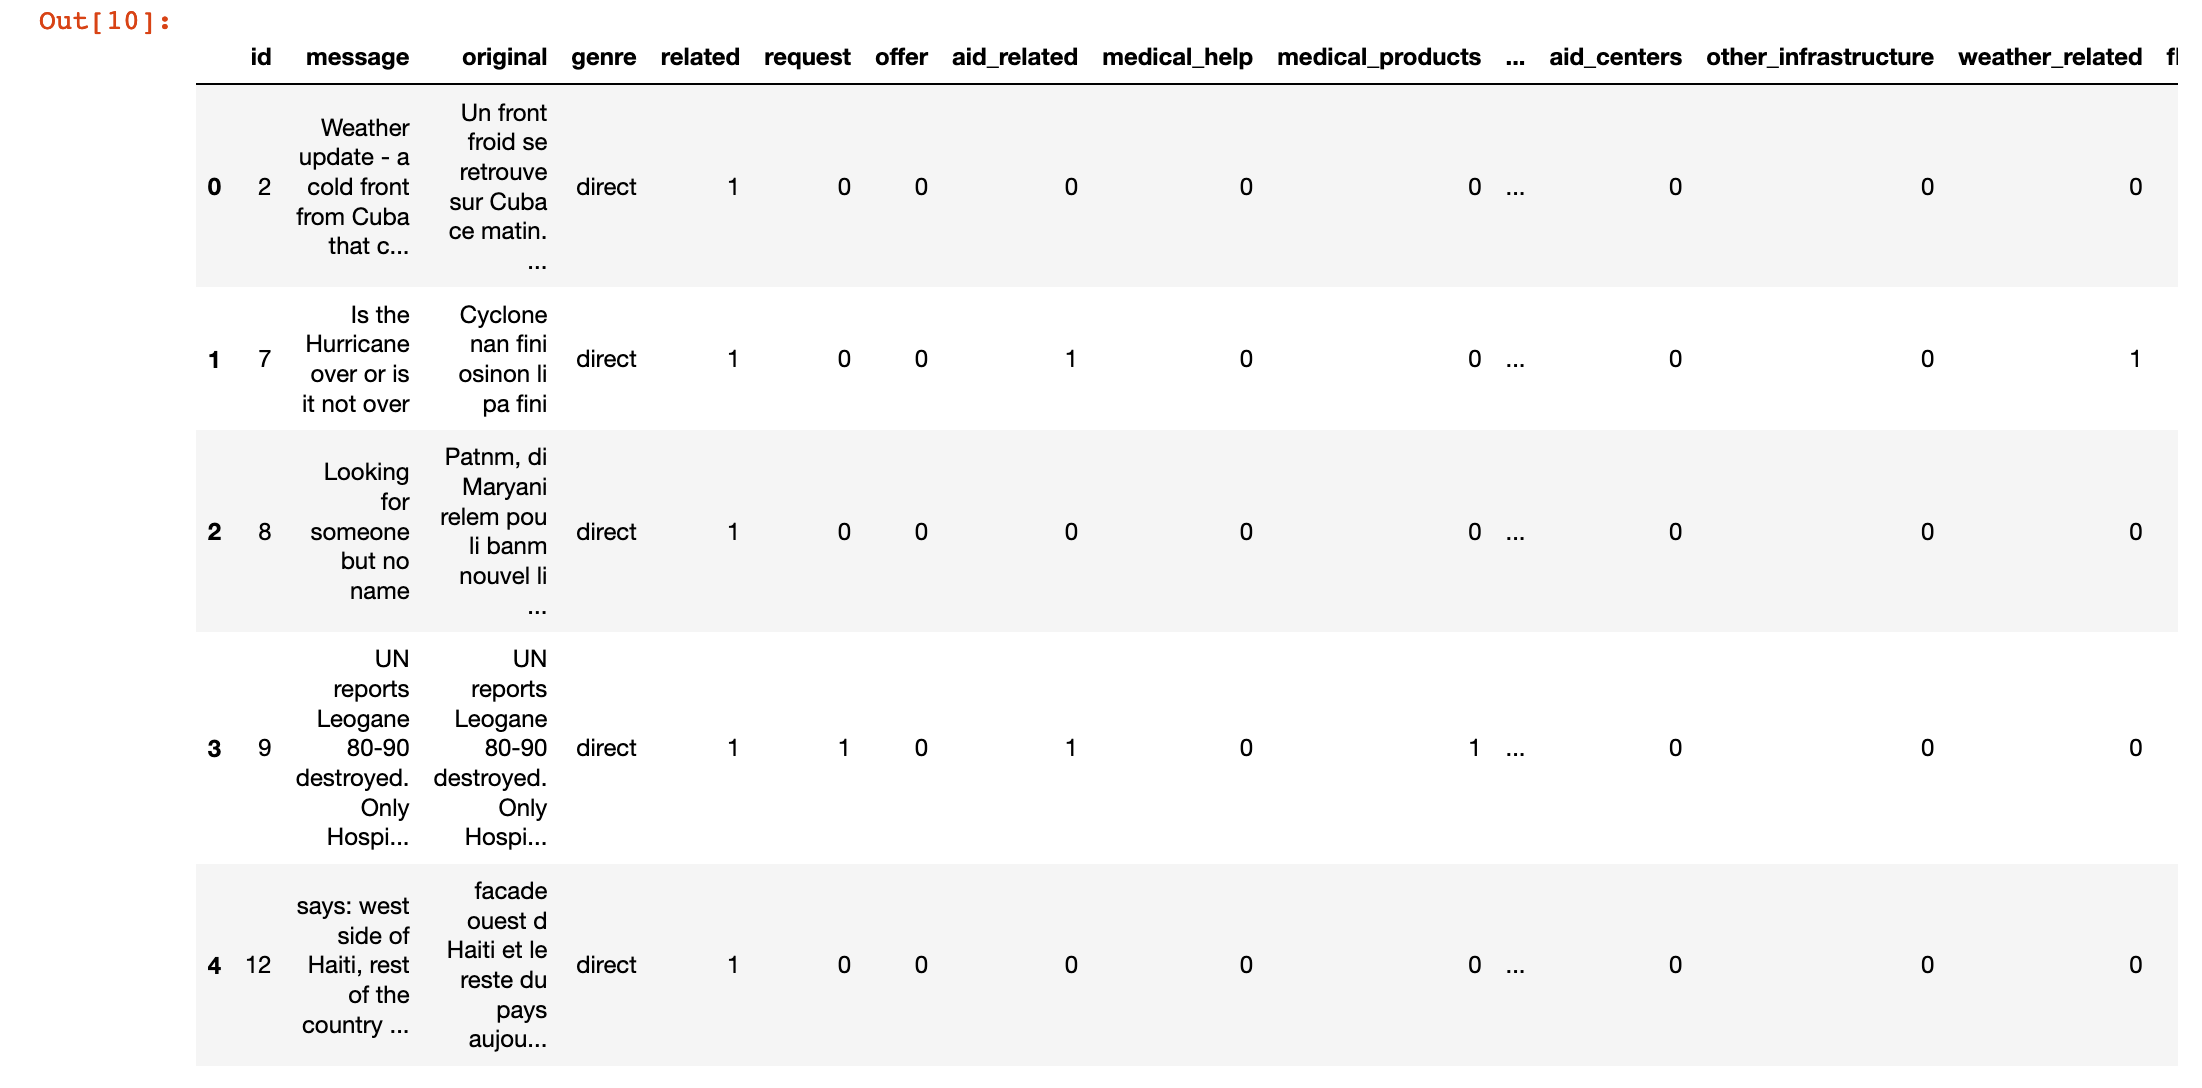 Out[10]:
id message original genre related request offer aid_related medical_help medical_products ... aid_centers other_infrastructure weather_related fl
0 2 Weather update - a cold front from Cuba that c... Un front froid se retrouve sur Cuba ce matin. ... direct 1 0 0 0 0 0 ... 0 0 0
1 7 Is the Hurricane over or is it not over Cyclone nan fini osinon li pa fini direct 1 0 0 1 0 0 ... 0 0 1
2 8 Looking for someone but no name Patnm, di Maryani relem pou li banm nouvel li ... direct 1 0 0 0 0 0 ... 0 0 0
3 9 UN reports Leogane 80-90 destroyed. Only Hospi... UN reports Leogane 80-90 destroyed. Only Hospi... direct 1 1 0 1 0 1 ... 0 0 0
4 12 says: west side of Haiti, rest of the country ... facade ouest d Haiti et le reste du pays aujou... direct 1 0 0 0 0 0 ... 0 0 0